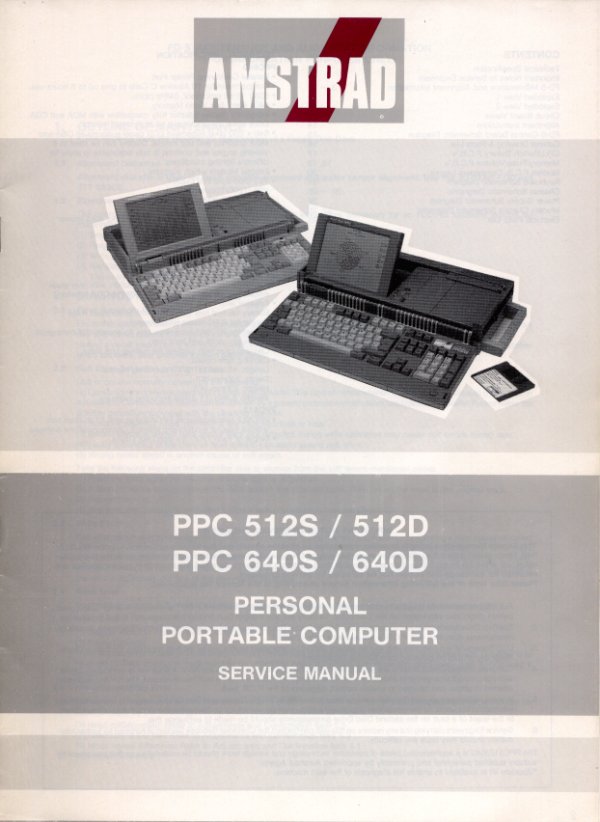 AMSTRAD
PPC 512S / 512D
PPC 640S / 640D
PERSONAL
PORTABLE COMPUTER
SERVICE MANUAL